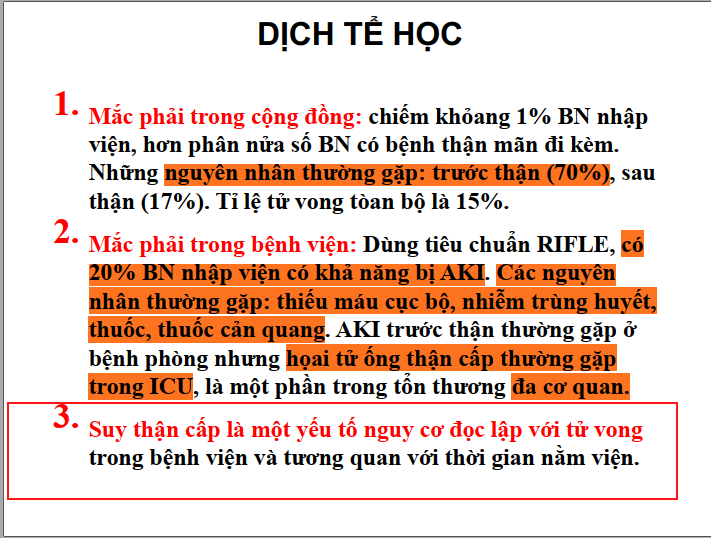 DỊCH TỂ HỌC
1. Mắc phải trong cộng đồng: chiếm khỏang 1% BN nhập
viện, hơn phân nửa số BN có bệnh thận mãn đi kèm.
Những nguyên nhân thường gặp: trước thận (70%), sau
thận (17%). Tỉ lệ tử vong tòan bộ là 15%.
2. Mắc phải trong bệnh viện: Dùng tiêu chuẩn RIFLE, có
20% BN nhập viện có khả năng bị AKI. Các nguyên
nhân thường gặp: thiếu máu cục bộ, nhiễm trùng huyết,
thuốc, thuốc cản quang. AKI trước thận thường gặp ở
bệnh phòng nhưng họai tử ống thận cấp thường gặp
trong ICU, là một phần trong tổn thương đa cơ quan.
3. Suy thận cấp là một yếu tố nguy cơ đọc lập với tử vong
trong bệnh viện và tương quan với thời gian nằm viện.